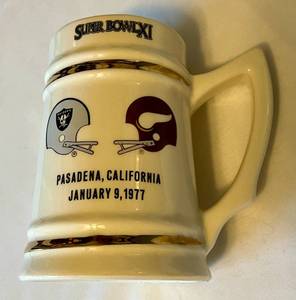 SUPER BOWL XI
PASADENA, CALIFORNIA
JANUARY 9, 1977